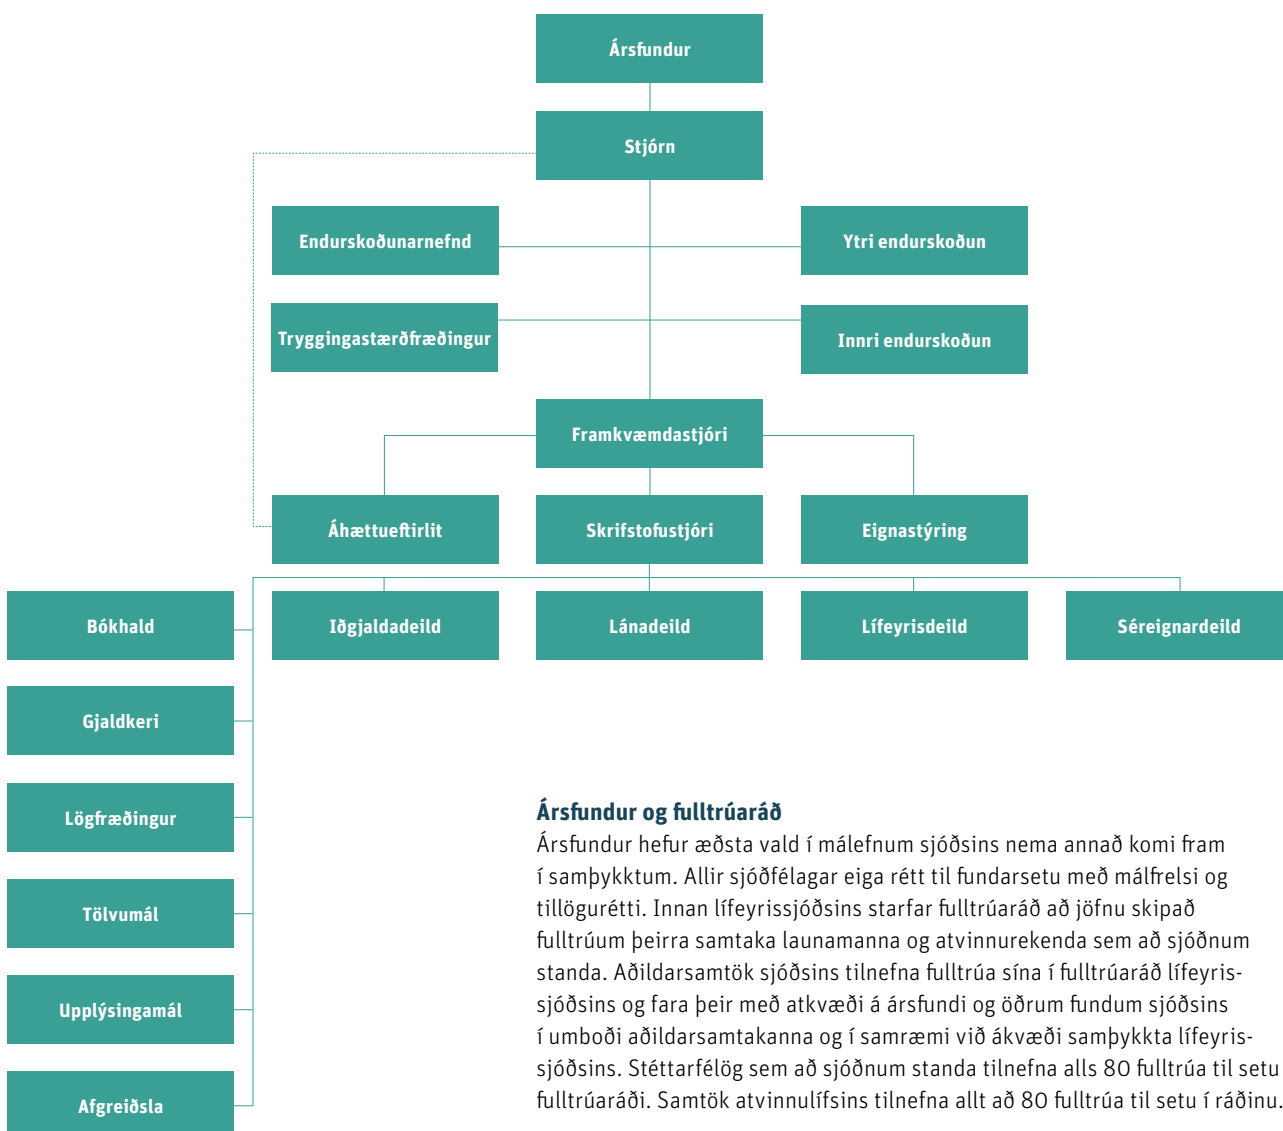 Ársfundur
Stjórn
Endurskoðunarnefnd
Ytri endurskoðun
Tryggingastærðfræðingur
Innri endurskoðun
Framkvæmdastjóri
Áhættueftirlit
Skrifstofustjóri
Eignastýring
Bókhald
Iðgjaldadeild
Lánadeild
Lífeyrisdeild
Séreignardeild
Gjaldkeri
Lögfræðingur
Tölvumál
Upplýsingamál
Afgreiðsla
Ársfundur og fulltrúaráð
Ársfundur hefur æðsta vald í málefnum sjóðsins nema annað komi fram
í samþykktum. Allir sjóðfélagar eiga rétt til fundarsetu með málfrelsi og
tillögurétti. Innan lífeyrissjóðsins starfar fulltrúaráð að jöfnu skipað
fulltrúum þeirra samtaka launamanna og atvinnurekenda sem að sjóðnum
standa. Aðildarsamtök sjóðsins tilnefna fulltrúa sína í fulltrúaráð lífeyris-
sjóðsins og fara þeir með atkvæði á ársfundi og öðrum fundum sjóðsins
í umboði aðildarsamtakanna og í samræmi við ákvæði samþykkta lífeyris-
sjóðsins. Stéttarfélög sem að sjóðnum standa tilnefna alls 80 fulltrúa til setu
fulltrúaráði. Samtök atvinnulífsins tilnefna allt að 80 fulltrúa til setu í ráðinu.